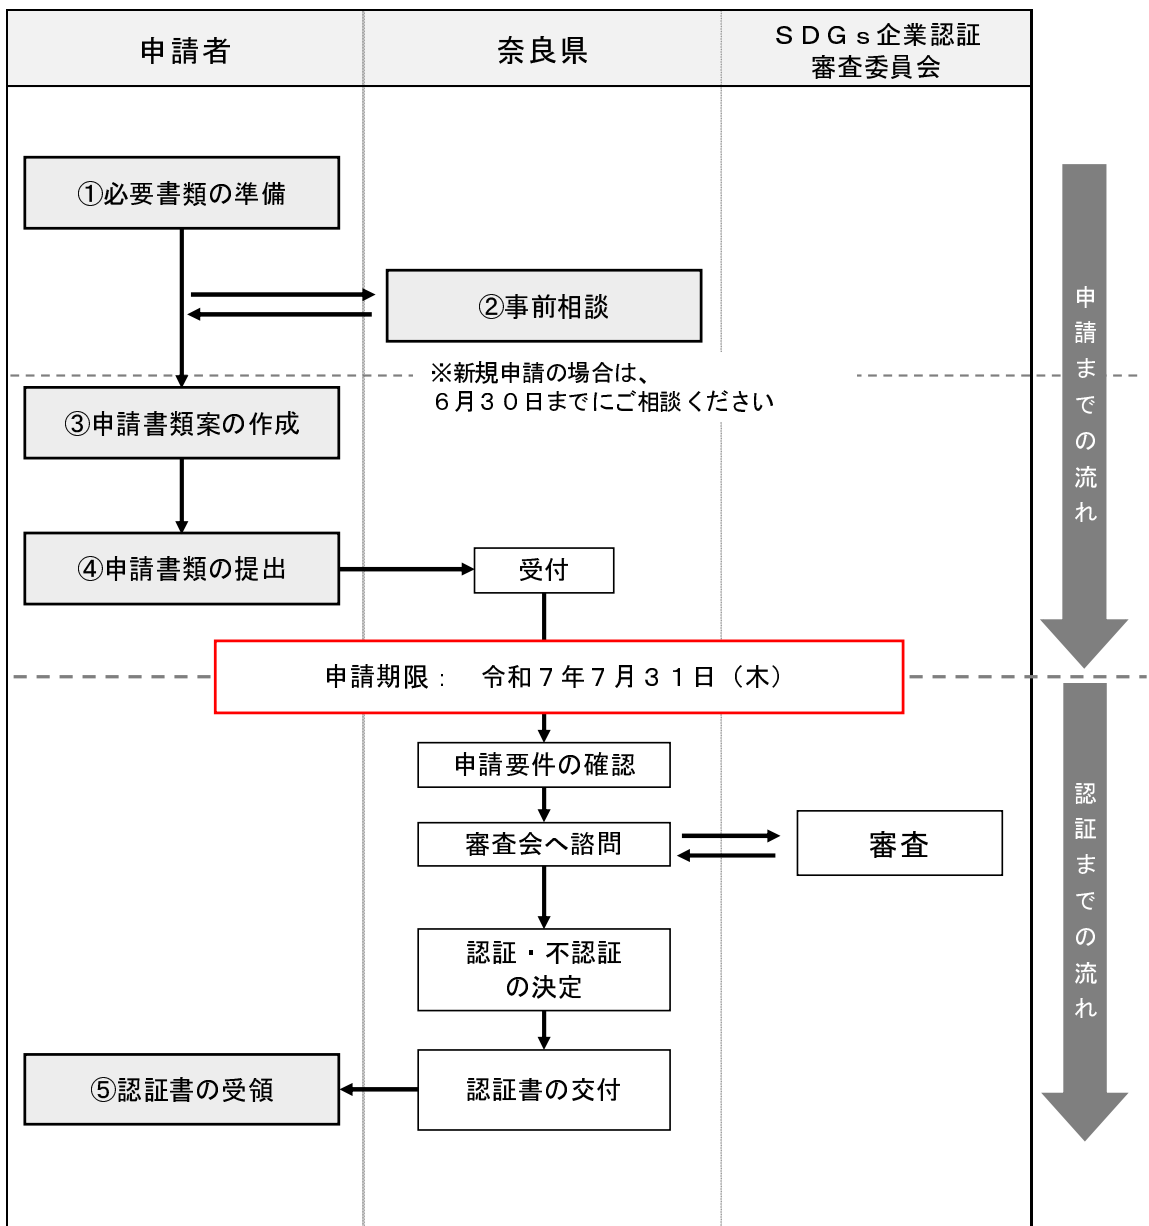 申請者
奈良県
ＳＤＧｓ企業認証
審査委員会
①必要書類の準備
②事前相談
※新規申請の場合は、
６月３０日までにご相談ください
③申請書類案の作成
④申請書類の提出
受付
申請までの流れ
申請期限：　令和７年７月３１日（木）
申請要件の確認
審査会へ諮問
審査
認証・不認証
の決定
認証書の交付
⑤認証書の受領
認証までの流れ